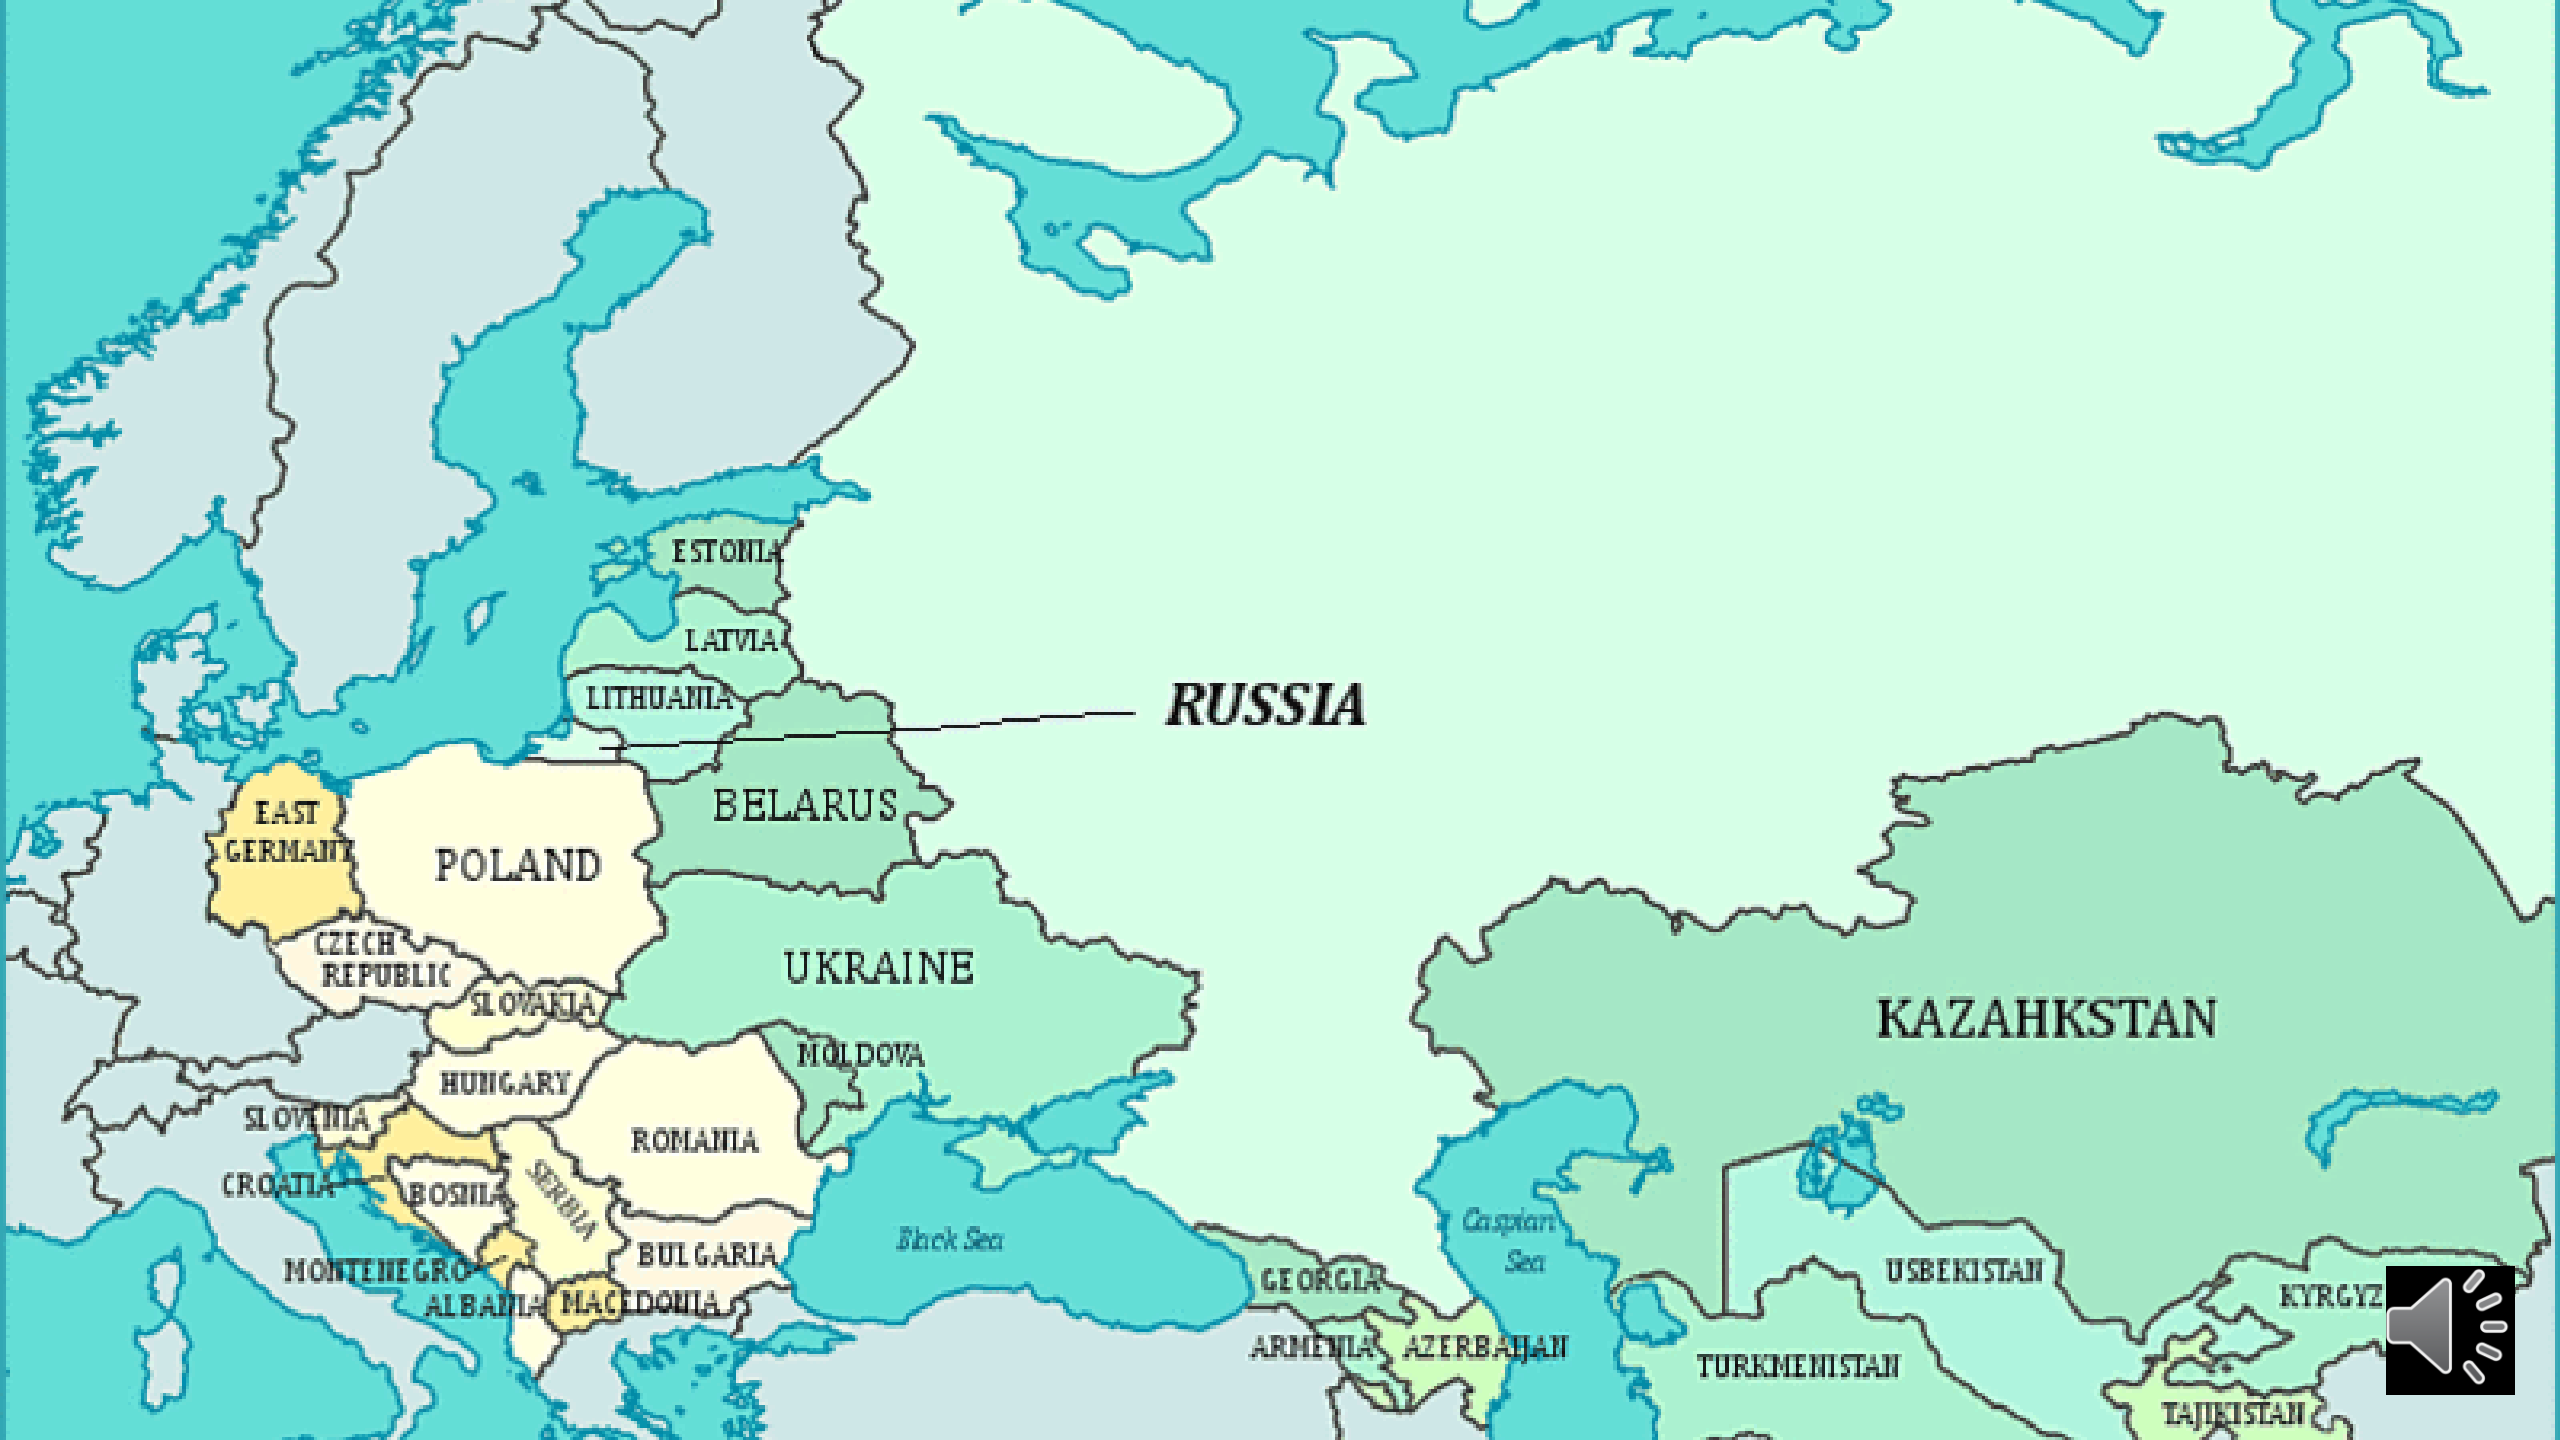 ESTONIA
LATVIA
LITHUANIA
RUSSIA
EAST
GERMANY
BELARUS
POLAND
CZECH
REPUBLIC
UKRAINE
SLOVAKIA
KAZAHKSTAN
MOLDOVA
HUNGARY
SLOVENIA
ROMANIA
CROATIA
BOSNIA
SERBIA
Black Sea
Caspian
Sea
BULGARIA
MONTENEGRO
GEORGIA
USBEKISTAN
KYRGYZ
ALBANIA
MACEDONIA
ARMENIA
AZERBAIJAN
TURKMENISTAN
TAJIKISTAN